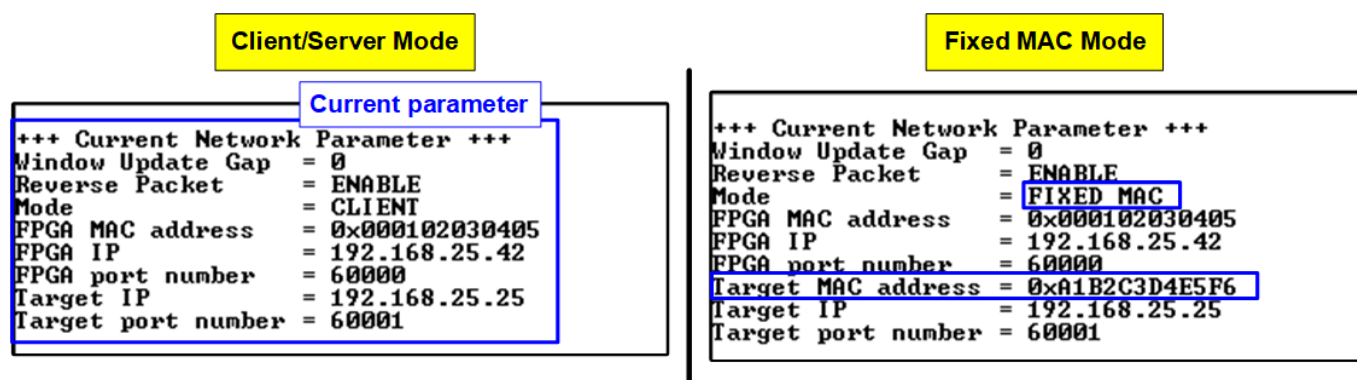 Client/Server Mode
Current parameter
+++ Current Network Parameter +++
Window Update Gap = 0
Reverse Packet = ENABLE
Mode = CLIENT
FPGA MAC address = 0x000102030405
FPGA IP = 192.168.25.42
FPGA port number = 60000
Target IP = 192.168.25.25
Target port number = 60001
Fixed MAC Mode
+++ Current Network Parameter +++
Window Update Gap = 0
Reverse Packet = ENABLE
Mode = FIXED MAC
FPGA MAC address = 0x000102030405
FPGA IP = 192.168.25.42
FPGA port number = 60000
Target MAC address = 0xA1B2C3D4E5F6
Target IP = 192.168.25.25
Target port number = 60001